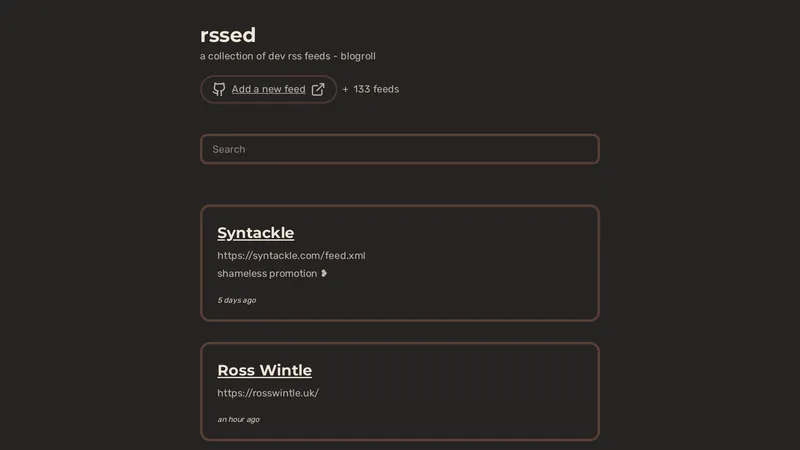 rssed
a collection of dev rss feeds - blogroll
Add a new feed + 133 feeds
Search
Syntackle
https://syntackle.com/feed.xml
shameless promotion ❥
5 days ago
Ross Wintle
https://rosswintle.uk/
an hour ago